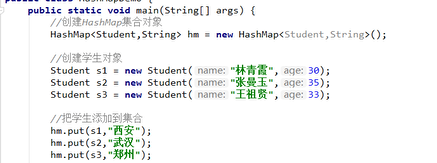 public static void main(String[] args) {
//创建HashMap集合对象
HashMap<Student,String> hm = new HashMap<Student,String>();
//创建学生对象
Student s1 = new Student( name: "林青霞", age: 30);
Student s2 = new Student( name: "张曼玉", age: 35);
Student s3 = new Student( name: "王祖贤", age: 33);
//把学生添加到集合
hm.put(s1,"西安");
hm.put(s2,"武汉");
hm.put(s3,"郑州");